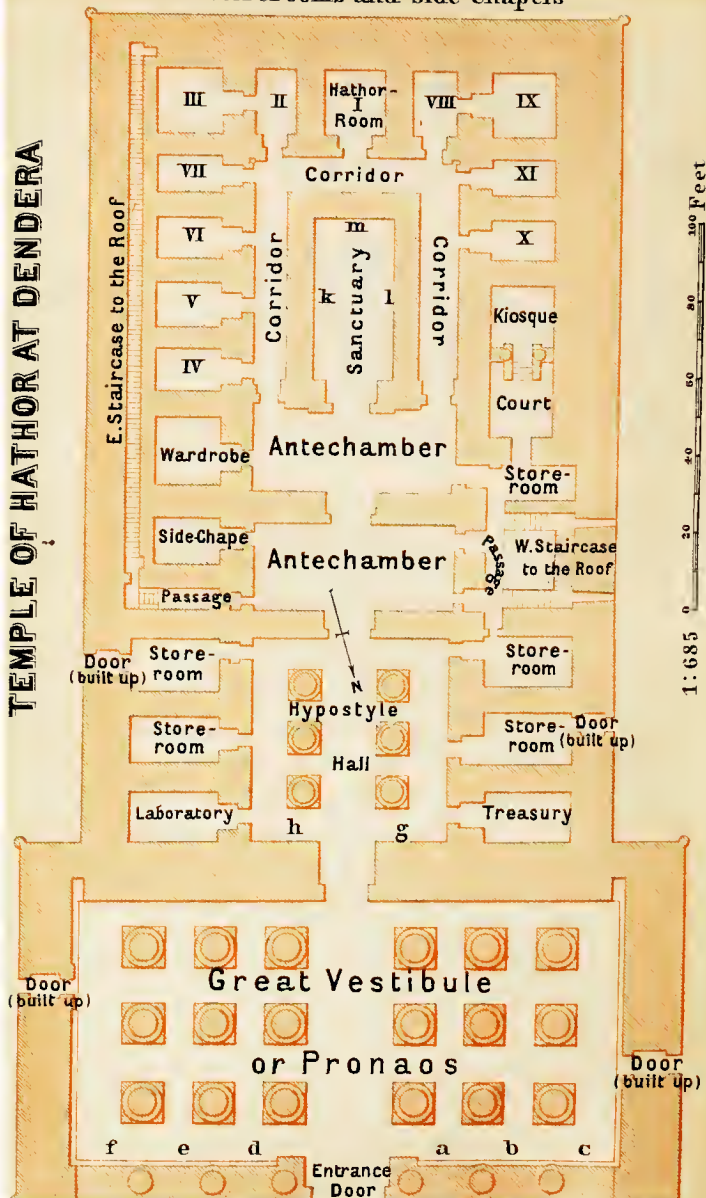 and Side Chapels
TEMPLE OF HATHOR AT DENDERA
E. Staircase to the Roof
III
II
Hathor-
I
Room
VIII
IX
VII
Corridor
XI
VI
m
X
Corridor
k
Sanctuary
l
Corridor
V
Kiosque
IV
Court
Wardrobe
Antechamber
Store-
room
Side-Chape
Antechamber
Passage
W. Staircase
to the Roof
Passage
Door
(built up)
Store-
room
N
Store-
room
Hypostyle
Hall
Store-
room
Store-
room
Door
(built up)
Laboratory
h
g
Treasury
Great Vestibule
or Pronaos
Door
(built up)
Door
(built up)
f
e
d
a
b
c
Entrance
Door
100 Feet
80
60
40
20
0
1:685